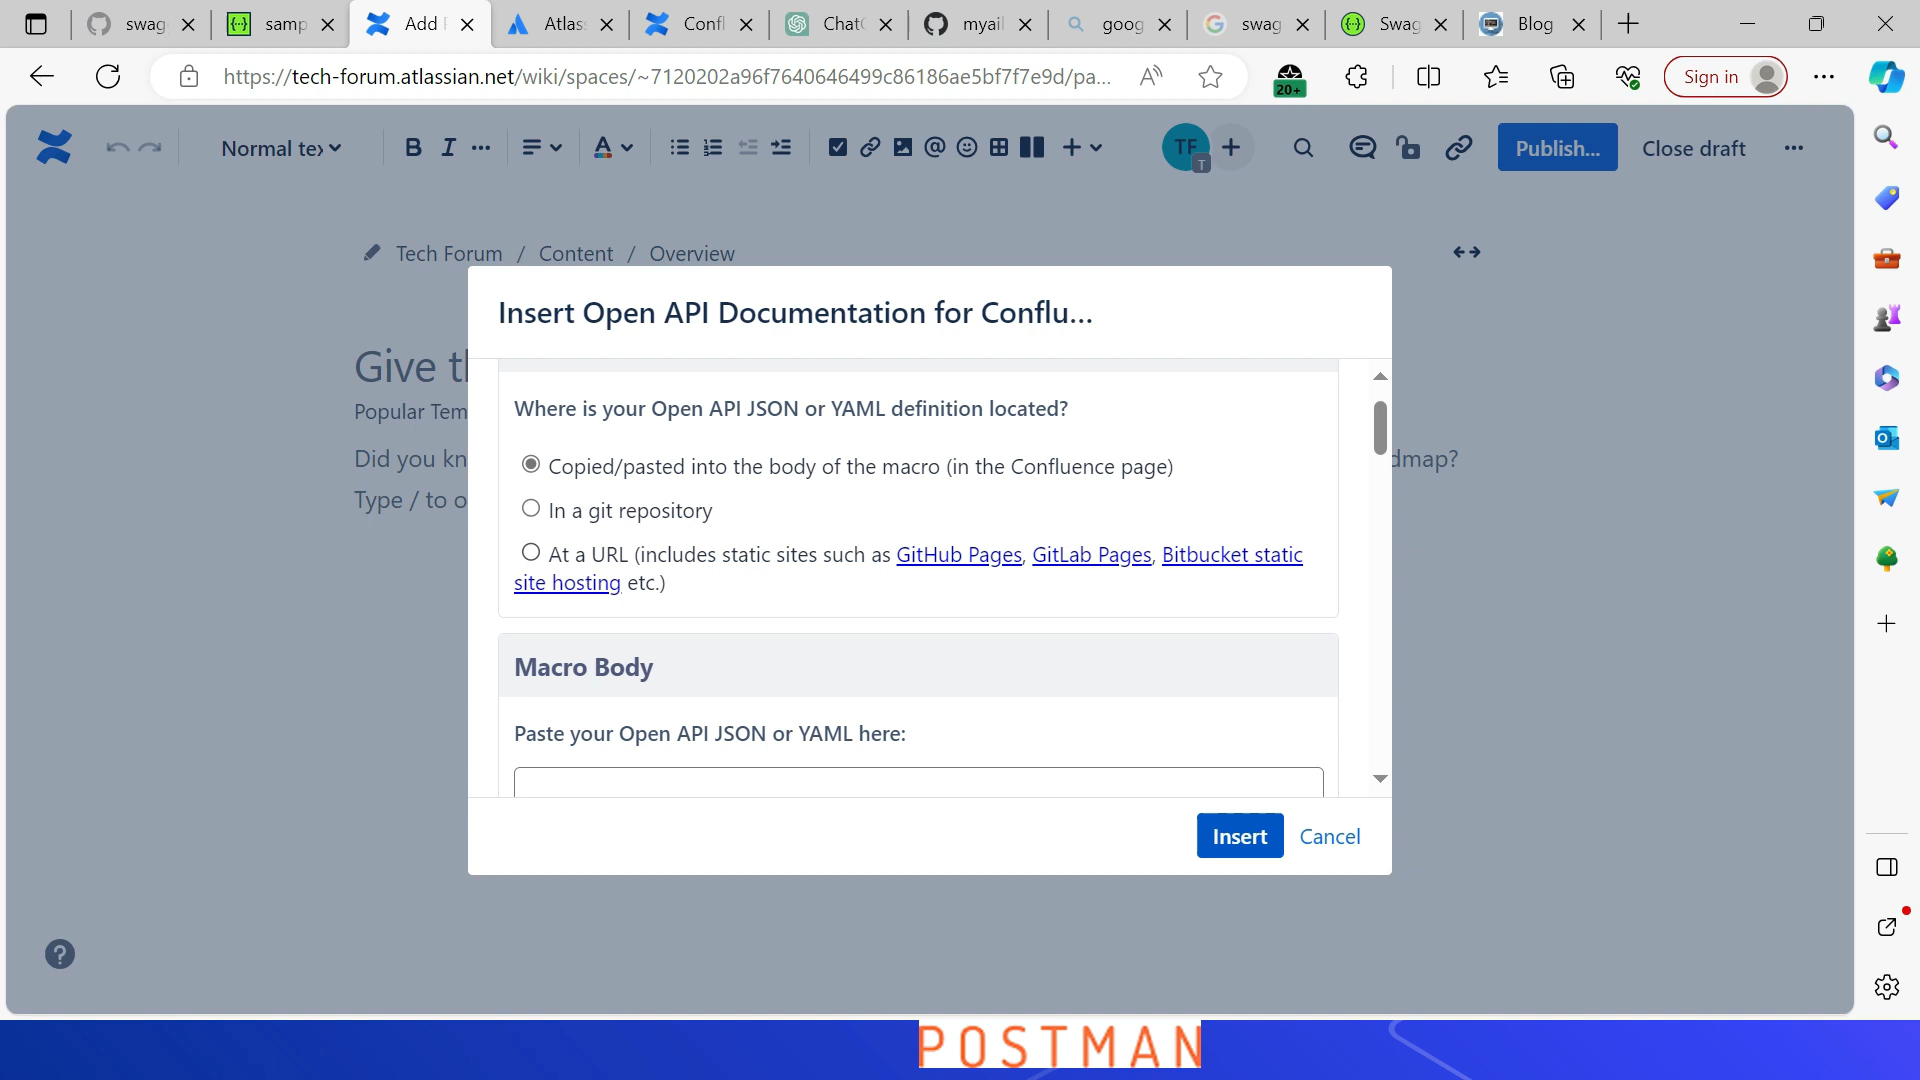 swag
samp
Add
Atlas
Confl
Chat
myail
goog
swag
Swag
Blog
https://tech-forum.atlassian.net/wiki/spaces/~7120202a96f7640646499c86186ae5bf7f7e9d/pa...
20+
Sign in
Normal tex
B I
A
TF
T
Publish...
Close draft
Tech Forum / Content / Overview
Insert Open API Documentation for Conflu...
Give t
Popular Tem
Did you kn
dmap?
Type / to o
Where is your Open API JSON or YAML definition located?
Copied/pasted into the body of the macro (in the Confluence page)
In a git repository
At a URL (includes static sites such as GitHub Pages, GitLab Pages, Bitbucket static
site hosting etc.)
Macro Body
Paste your Open API JSON or YAML here:
Insert
Cancel
POSTMAN